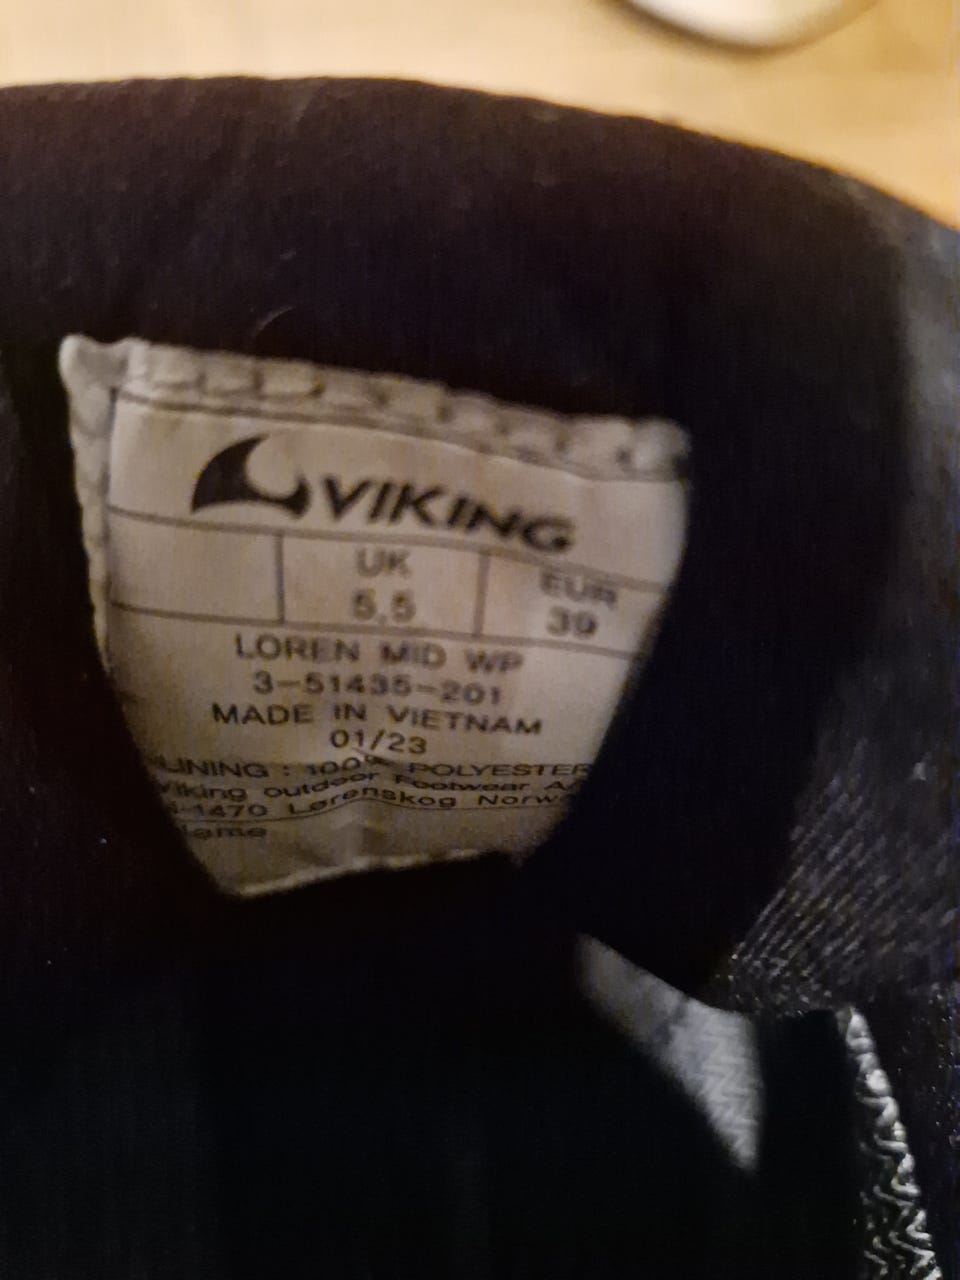 VIKING
UK EUR
5,5 39
LOREN MID WP
3-51435-201
MADE IN VIETNAM
01/23
LINING : 100% POLYESTER
Viking outdoor Footwear
-1470 Lørenskog